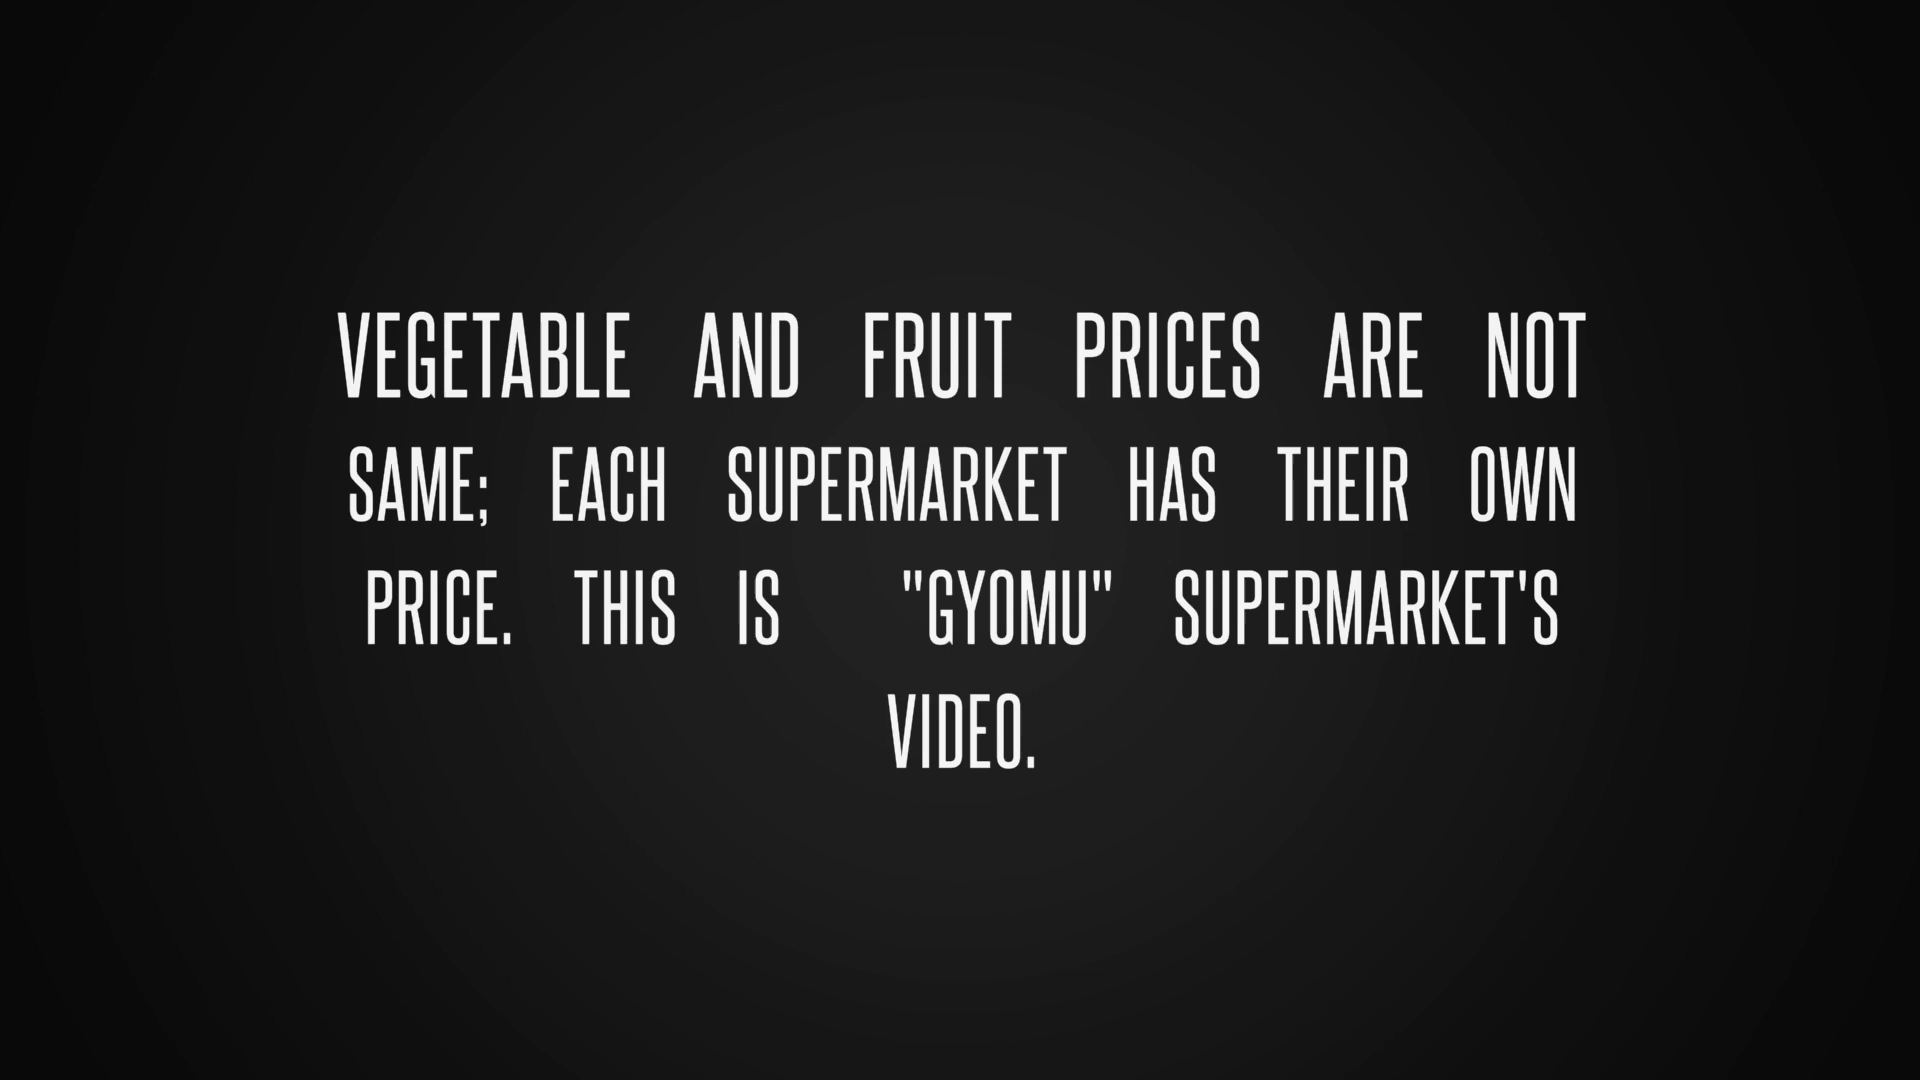 VEGETABLE AND FRUIT PRICES ARE NOT
SAME; EACH SUPERMARKET HAS THEIR OWN
PRICE. THIS IS "GYOMU" SUPERMARKET'S
VIDEO.